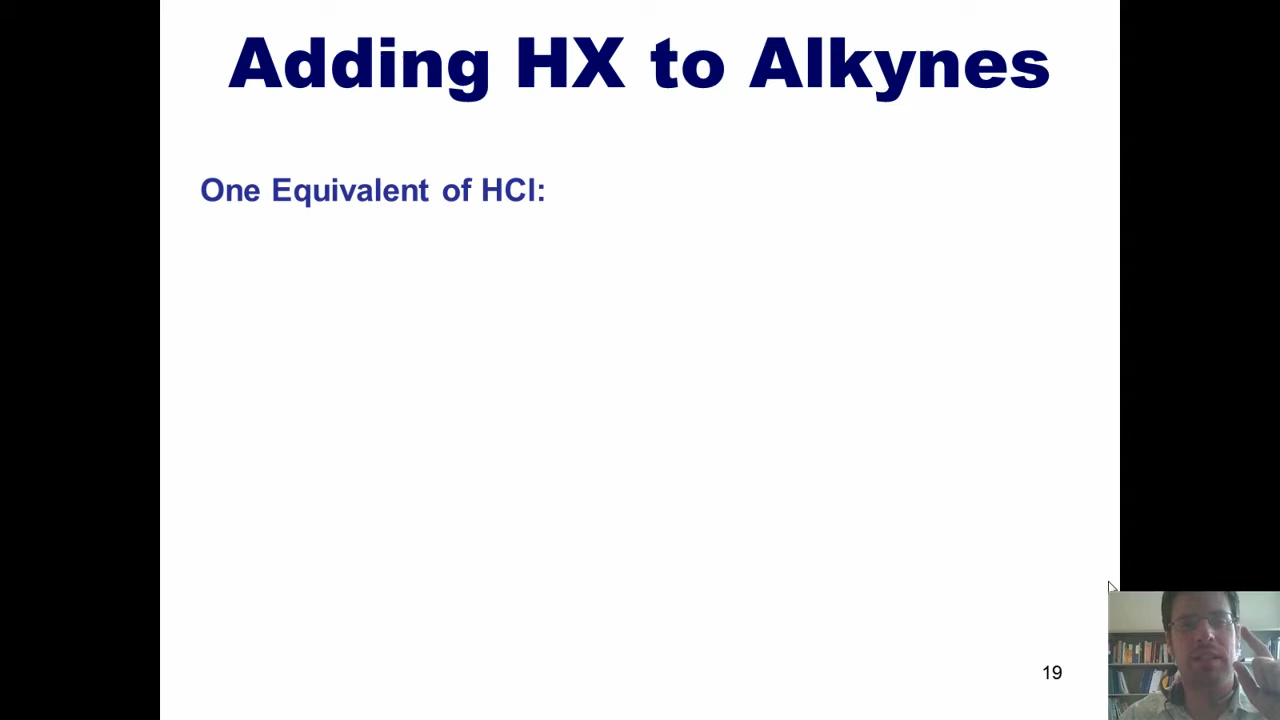 Adding HX to Alkynes
One Equivalent of HCl:
19